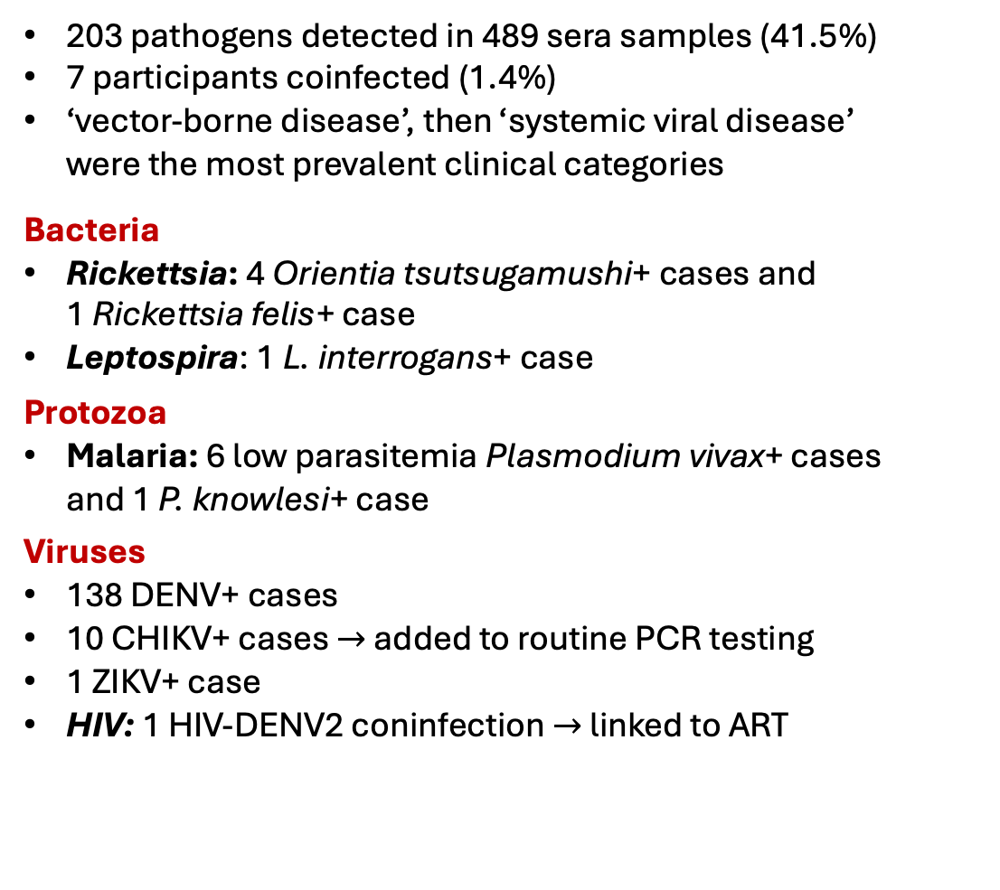 • 203 pathogens detected in 489 sera samples (41.5%)
• 7 participants coinfected (1.4%)
• ‘vector-borne disease’, then ‘systemic viral disease’
were the most prevalent clinical categories
Bacteria
• Rickettsia: 4 Orientia tsutsugamushi+ cases and
1 Rickettsia felis+ case
• Leptospira: 1 L. interrogans+ case
Protozoa
• Malaria: 6 low parasitemia Plasmodium vivax+ cases
and 1 P. knowlesi+ case
Viruses
• 138 DENV+ cases
• 10 CHIKV+ cases → added to routine PCR testing
• 1 ZIKV+ case
• HIV: 1 HIV-DENV2 coninfection → linked to ART